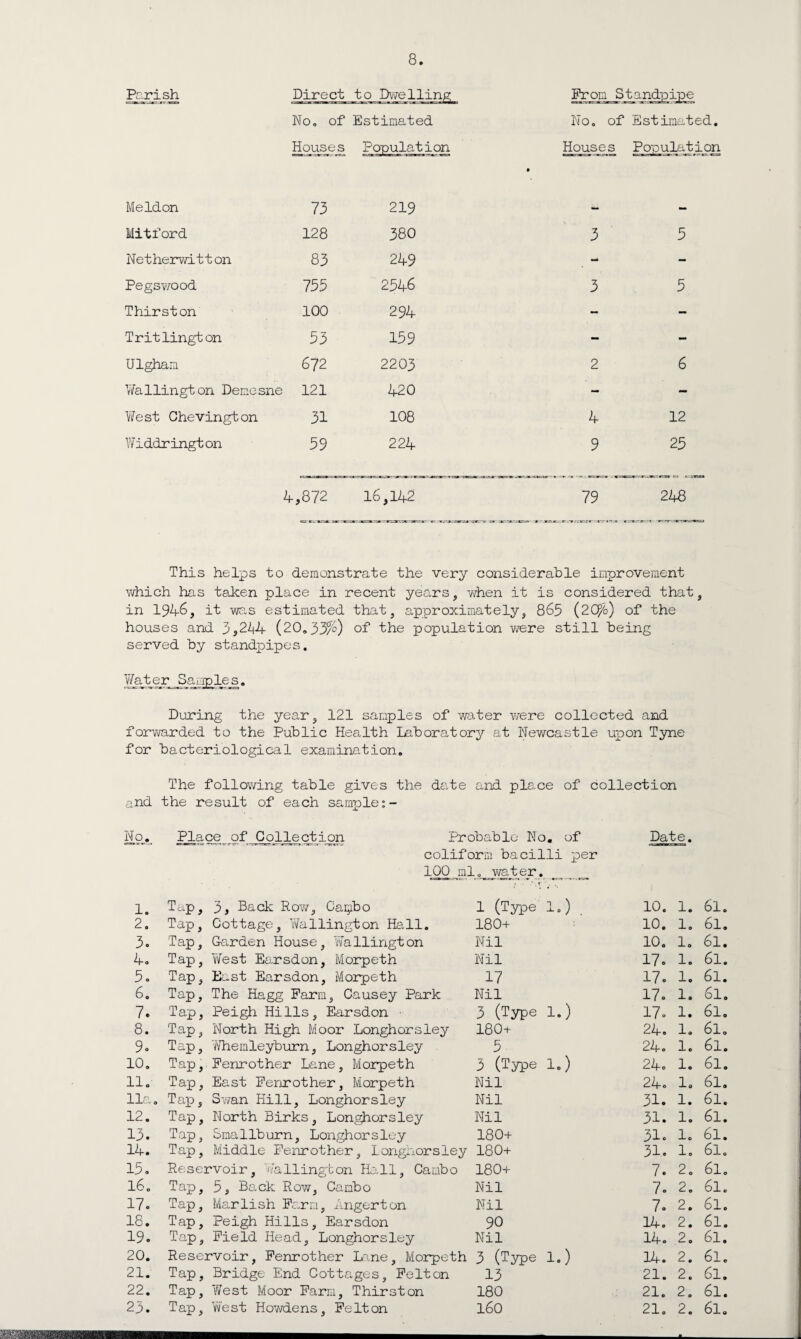 8.
Parish Direct to Dwelling From Standpipe
No. of Estimated No. of Estimated.
Houses Population Houses Population
Meldon 73 219 - -
Mitford 128 380 3 5
Netherwitton 83 249 - -
Pegswood 755 2546 3 5
Thirston 100 294 - -
Tritlington 53 159 - -
Ulgham 672 2203 2 6
Wallington Demesne 121 420 - -
West Chevington 31 108 4 12
Widdrington 59 224 9 25
4,872 16,142 79 248
This helps to demonstrate the very considerable improvement
which has taken place in recent years, when it is considered that,
in 1946, it was estimated that, approximately, 865 (20%) of the
houses and 3,244 (20.33%) of the population were still being
served by standpipes.
Water Samples.
During the year, 121 samples of water were collected and
forwarded to the Public Health Laboratory at Newcastle upon Tyne
for bacteriological examination.
The following table gives the date and place of collection
and the result of each sample:-
No. Place of Collection Probable No. of Date.
coliform bacilli per
100 ml. water.
1. Tap, 3, Back Row, Cambo 1 (Type 1.) 10. 1. 61.
2. Tap, Cottage, Wallington Hall. 180+ 10. 1. 61.
3. Tap, Garden House, Wallington Nil 10. 1. 61.
4. Tap, West Earsdon, Morpeth Nil 17. 1. 61.
5. Tap, East Earsdon, Morpeth 17 17. 1. 61.
6. Tap, The Hagg Farm, Causey Park Nil 17. 1. 61.
7. Tap, Peigh Hills, Earsdon 3 (Type 1.) 17. 1. 61.
8. Tap, North High Moor Longhorsley 180+ 24. 1. 61.
9. Tap, Whemleyburn, Longhorsley 5 24. 1. 61.
10. Tap, Fenrother Lane, Morpeth 3 (Type 1.) 24. 1. 61.
11. Tap, East Fenrother, Morpeth Nil 24. 1. 61.
11a. Tap, Swan Hill, Longhorsley Nil 31. 1. 61.
12. Tap, North Birks, Longhorsley Nil 31. 1. 61.
13. Tap, Smallburn, Longhorsley 180+ 31. 1. 61.
14. Tap, Middle Fenrother, Longhorsley 180+ 31. 1. 61.
15. Reservoir, Wallington Hall, Cambo 180+ 7. 2. 61.
16. Tap, 5, Back Row, Cambo Nil 7. 2. 61.
17. Tap, Marlish Farm, Angerton Nil 7. 2. 61.
18. Tap, Peigh Hills, Earsdon 90 14. 2. 61.
19. Tap, Field Head, Longhorsley Nil 14. 2. 61.
20. Reservoir, Fenrother Lane, Morpeth 3 (Type 1.) 14. 2. 61.
21. Tap, Bridge End Cottages, Felton 13 21. 2. 61.
22. Tap, West Moor Farm, Thirston 180 21. 2. 61.
23. Tap, West Howdens, Felton 160 21. 2. 61.